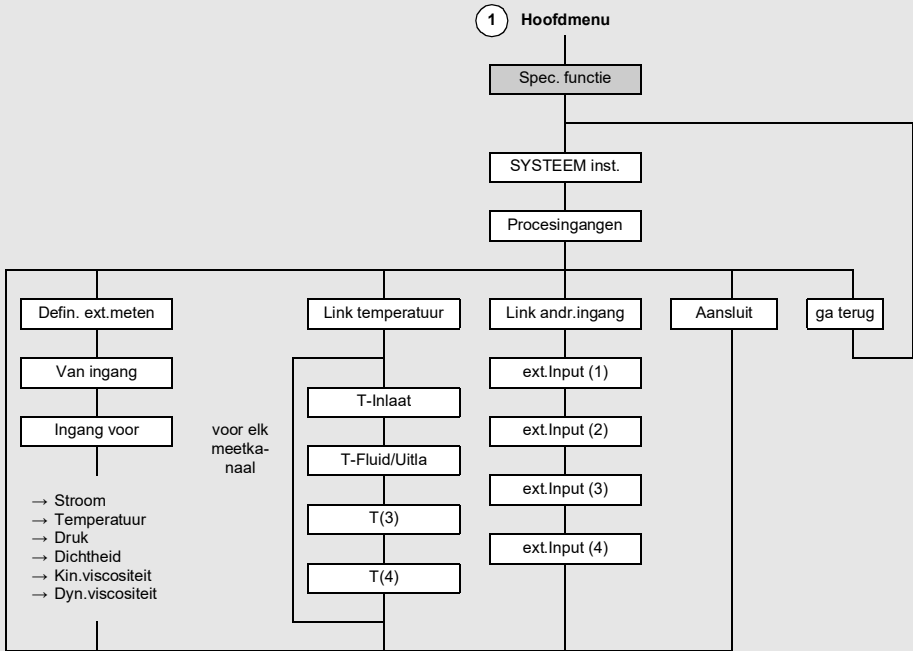 1 Hoofdmenu
Spec. functie
SYSTEEM inst.
Procesingangen
Defin. ext.meten
Link temperatuur
Link andr.ingang
Aansluit
ga terug
Van ingang
Ingang voor
→ Stroom
→ Temperatuur
→ Druk
→ Dichtheid
→ Kin.viscositeit
→ Dyn.viscositeit
voor elk
meetka-
naal
T-Inlaat
T-Fluid/Uitla
T(3)
T(4)
ext.Input (1)
ext.Input (2)
ext.Input (3)
ext.Input (4)